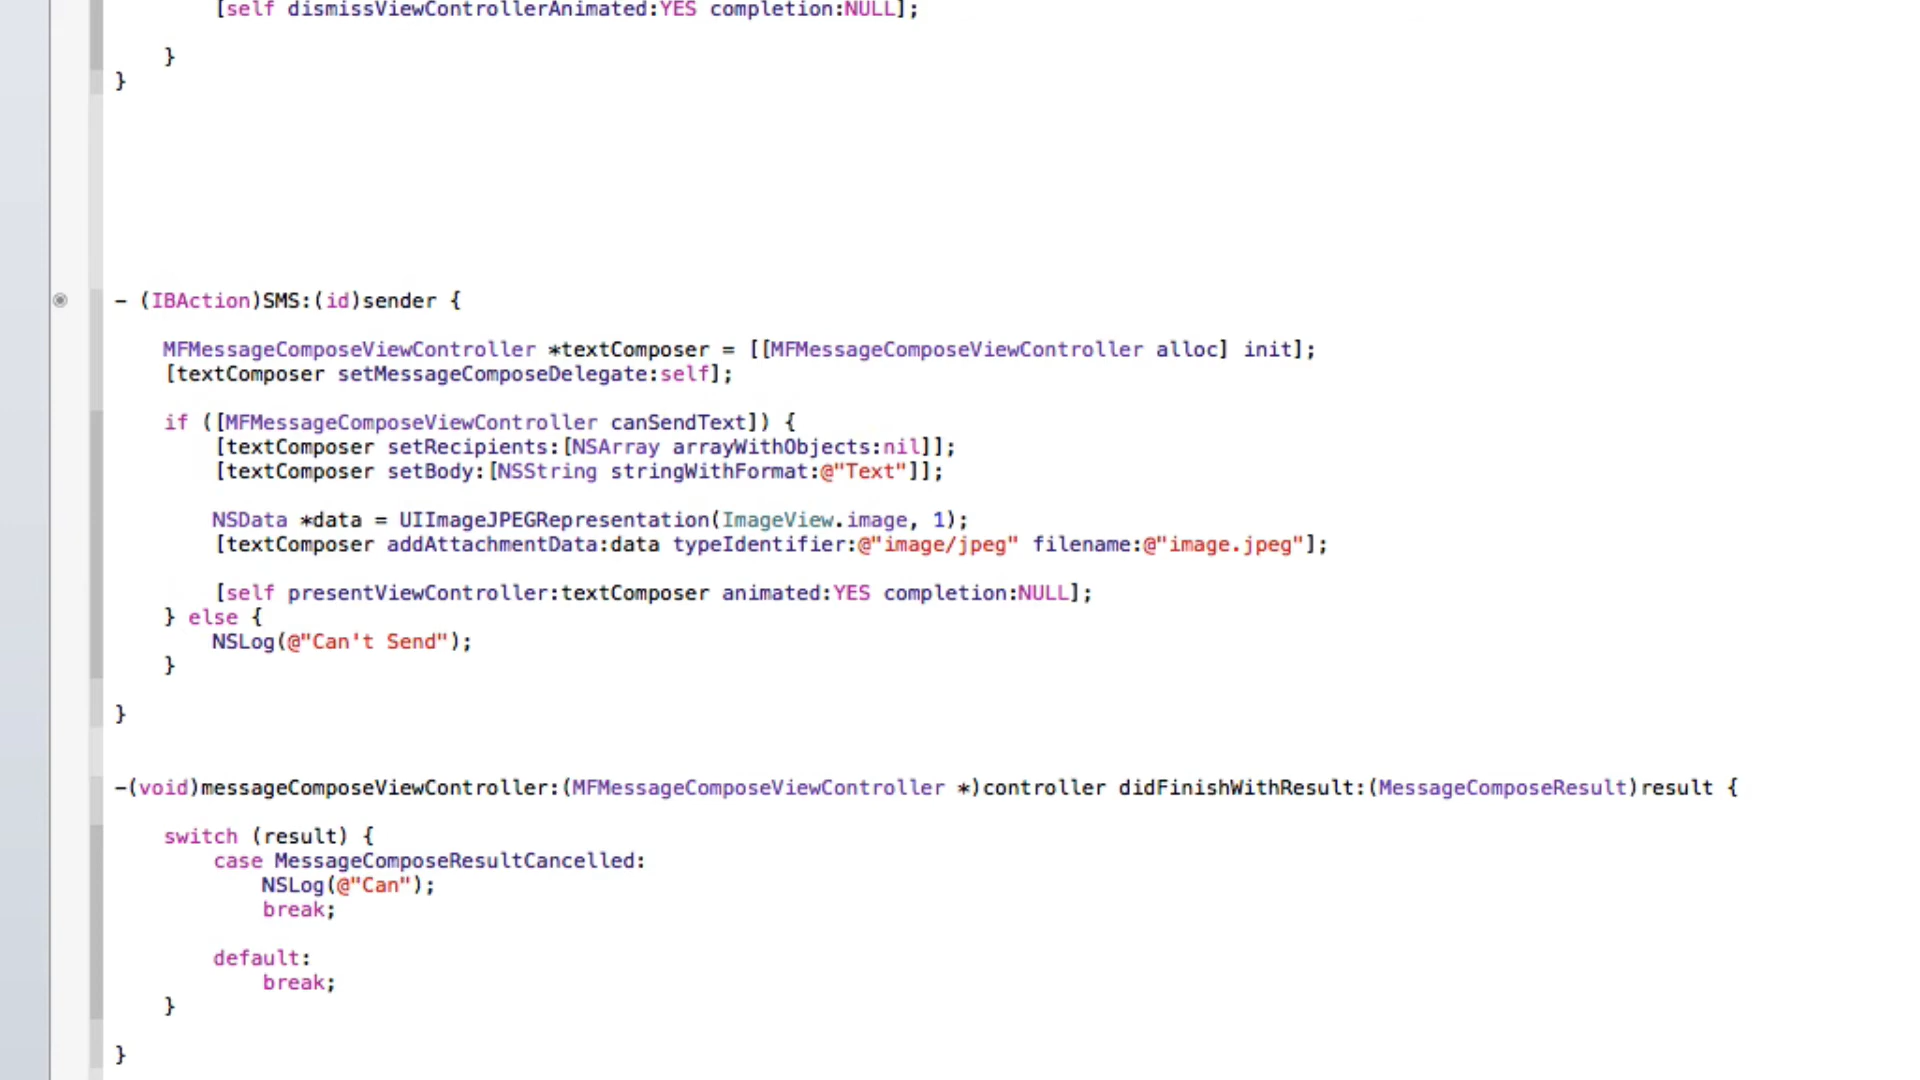 [self dismissViewControllerAnimated:YES completion:NULL];
}
}
- (IBAction)SMS:(id)sender {
MFMessageComposeViewController *textComposer = [[MFMessageComposeViewController alloc] init];
[textComposer setMessageComposeDelegate:self];
if ([MFMessageComposeViewController canSendText]) {
[textComposer setRecipients:[NSArray arrayWithObjects:nil]];
[textComposer setBody:[NSString stringWithFormat:@"Text"]];
NSData *data = UIImageJPEGRepresentation(ImageView.image, 1);
[textComposer addAttachmentData:data typeIdentifier:@"image/jpeg" filename:@"image.jpeg"];
[self presentViewController:textComposer animated:YES completion:NULL];
} else {
NSLog(@"Can't Send");
}
}
-(void)messageComposeViewController:(MFMessageComposeViewController *)controller didFinishWithResult:(MessageComposeResult)result {
switch (result) {
case MessageComposeResultCancelled:
NSLog(@"Can");
break;
default:
break;
}
}